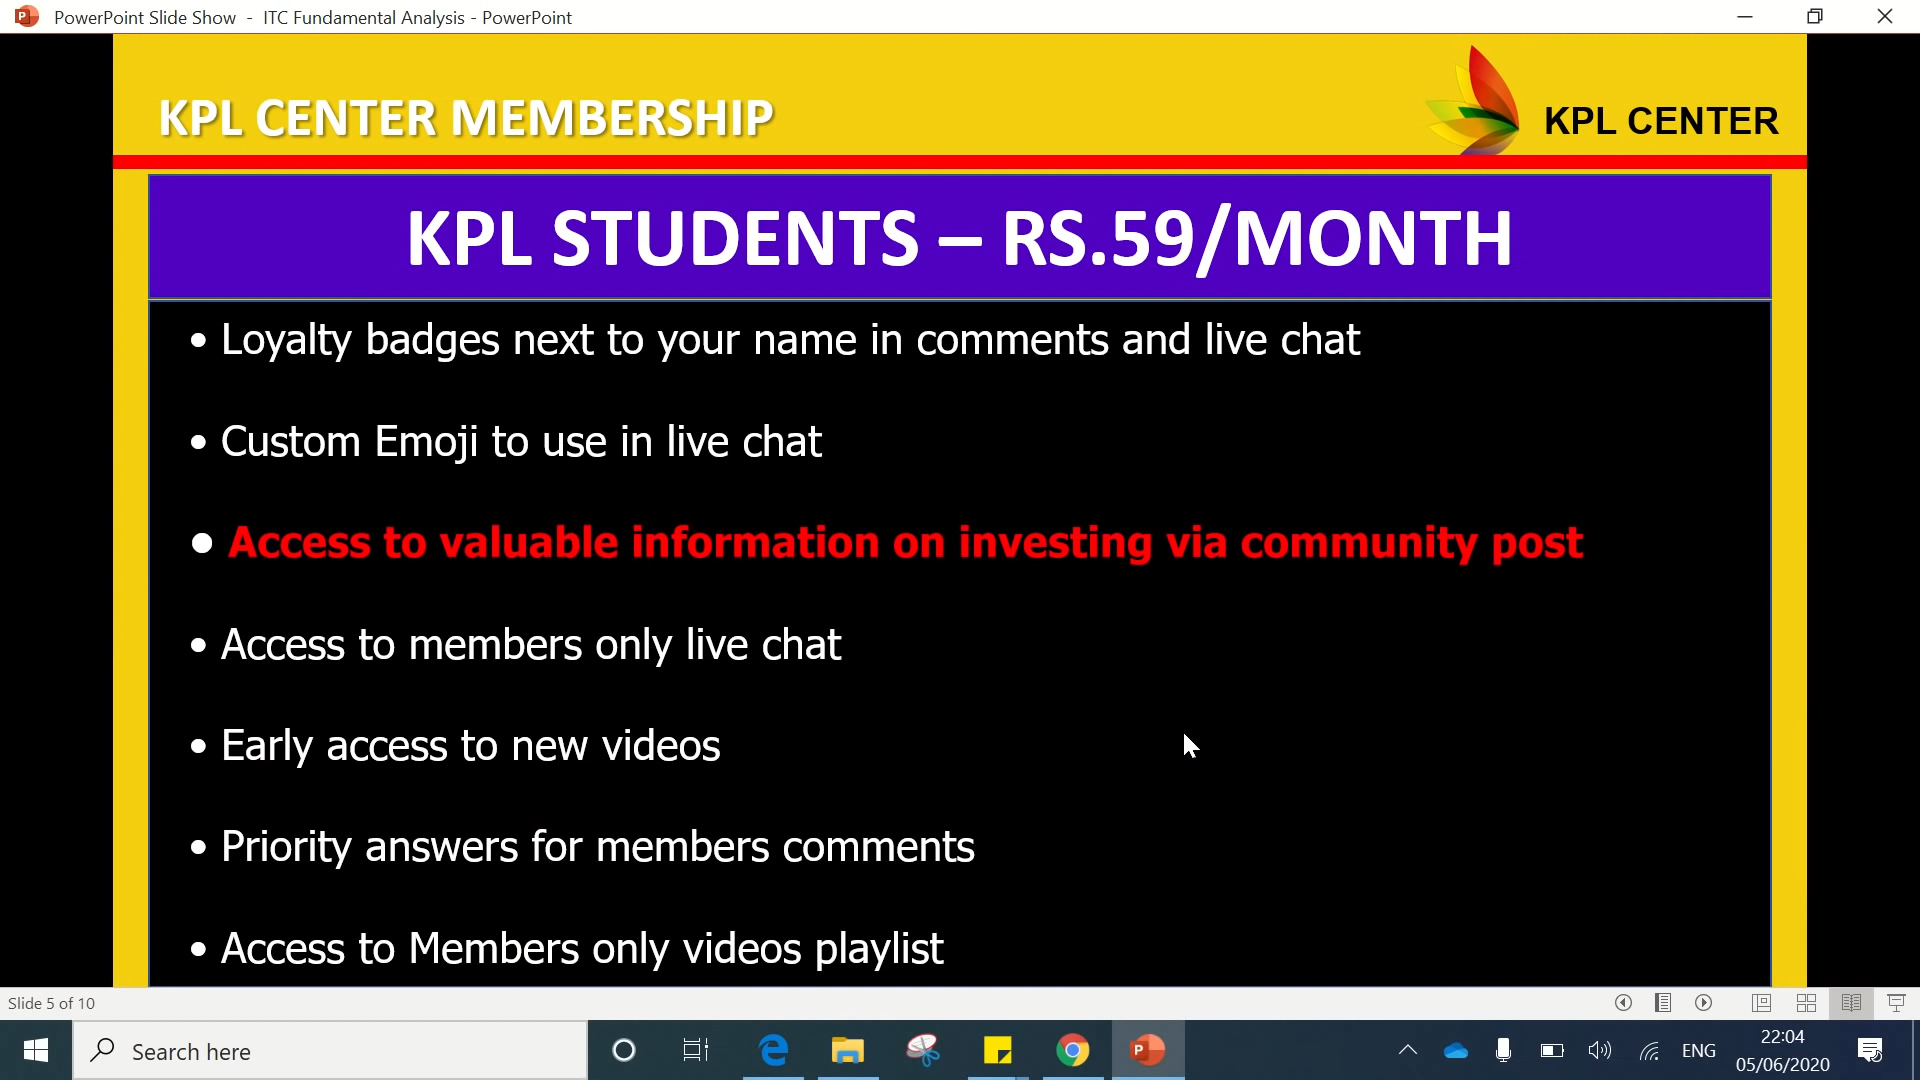 PowerPoint Slide Show - ITC Fundamental Analysis - PowerPoint
KPL CENTER MEMBERSHIP
KPL CENTER
KPL STUDENTS – RS.59/MONTH
• Loyalty badges next to your name in comments and live chat
• Custom Emoji to use in live chat
• Access to valuable information on investing via community post
• Access to members only live chat
• Early access to new videos
• Priority answers for members comments
• Access to Members only videos playlist
Slide 5 of 10
Search here
ENG
22:04
05/06/2020